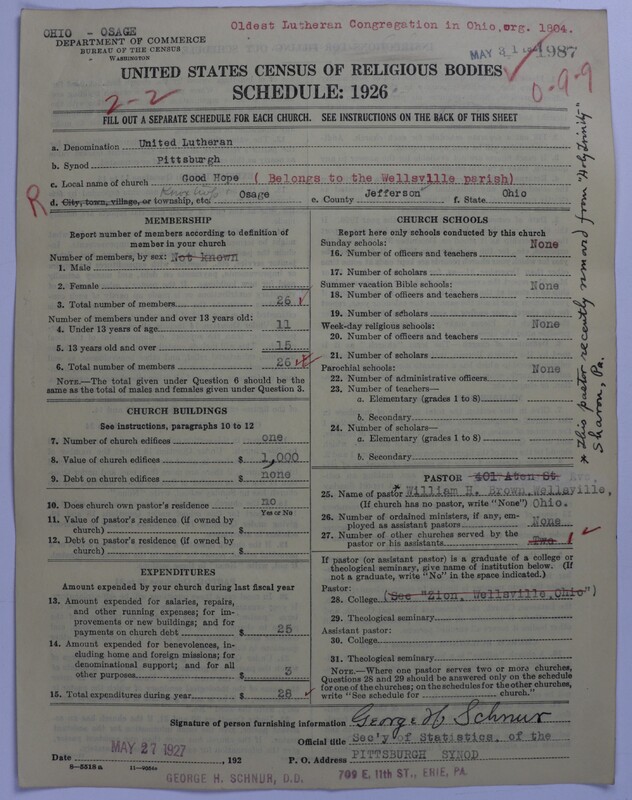 OHIO - OSAGE
Oldest Lutheran Congregation in Ohio, org. 1804.
DEPARTMENT OF COMMERCE
BUREAU OF THE CENSUS
WASHINGTON
MAY 31 1987
UNITED STATES CENSUS OF RELIGIOUS BODIES
SCHEDULE: 1926
2-2
0-9-9
FILL OUT A SEPARATE SCHEDULE FOR EACH CHURCH. SEE INSTRUCTIONS ON THE BACK OF THIS SHEET
a. Denomination United Lutheran
b. Synod Pittsburgh
c. Local name of church Good Hope ( Belongs to the Wellsville parish)
R
d. City, town, village, or township, etc. Osage e. County Jefferson f. State Ohio
MEMBERSHIP
Report number of members according to definition of
member in your church
Number of members, by sex: Not known
1. Male
2. Female
3. Total number of members 26
Number of members under and over 13 years old:
4. Under 13 years of age 11
5. 13 years old and over 15
6. Total number of members 26
NOTE.—The total given under Question 6 should be the
same as the total of males and females given under Question 3.
CHURCH BUILDINGS
See instructions, paragraphs 10 to 12
7. Number of church edifices one
8. Value of church edifices $ 1,000
9. Debt on church edifices $ none
10. Does church own pastor's residence? no
Yes or No
11. Value of pastor's residence (if owned by
church) $
12. Debt on pastor's residence (if owned by
church) $
EXPENDITURES
Amount expended by your church during last fiscal year
13. Amount expended for salaries, repairs,
and other running expenses; for im-
provements or new buildings; and for
payments on church debt $ 25
14. Amount expended for benevolences, in-
cluding home and foreign missions; for
denominational support; and for all
other purposes $ 3
15. Total expenditures during year $ 28
CHURCH SCHOOLS
Report here only schools conducted by this church
Sunday schools: None
16. Number of officers and teachers
17. Number of scholars
Summer vacation Bible schools: None
18. Number of officers and teachers
19. Number of scholars
Week-day religious schools: None
20. Number of officers and teachers
21. Number of scholars
Parochial schools: None
22. Number of administrative officers
23. Number of teachers—
a. Elementary (grades 1 to 8)
b. Secondary
24. Number of scholars—
a. Elementary (grades 1 to 8)
b. Secondary
PASTOR 401 Aten St. Ave.
25. Name of pastor * William H. Brown, Wellsville,
(If church has no pastor, write "None") Ohio.
26. Number of ordained ministers, if any, em-
ployed as assistant pastors None
27. Number of other churches served by the
pastor or his assistants Two 1
If pastor (or assistant pastor) is a graduate of a college or
theological seminary, give name of institution below. (If
not a graduate, write "No" in the space indicated.)
Pastor:
28. College (See "Zion, Wellsville, Ohio")
29. Theological seminary
Assistant pastor:
30. College
31. Theological seminary
NOTE.—Where one pastor serves two or more churches,
Questions 28 and 29 should be answered only on the schedule
for one of the churches; on the schedules for the other churches,
write "See schedule for church."
* This pastor recently removed from "Holy Trinity"
Sharon, Pa.
Signature of person furnishing information George H Schnur
Official title Sec'y of Statistics, of the
Date MAY 27 1927, 192 P. O. Address PITTSBURGH SYNOD
8—5518 a
GEORGE H. SCHNUR, D.D. 709 E. 11th ST., ERIE, PA.